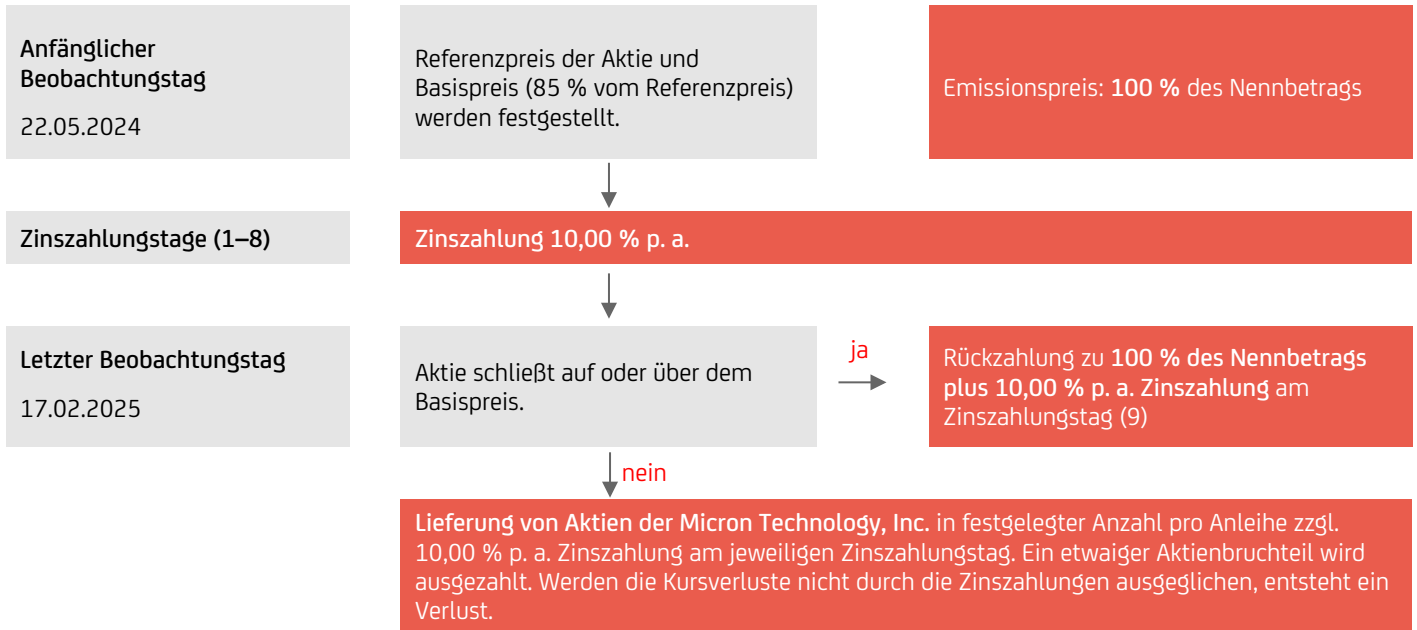 Anfänglicher
Beobachtungstag
22.05.2024
Referenzpreis der Aktie und
Basispreis (85 % vom Referenzpreis)
werden festgestellt.
Emissionspreis: 100 % des Nennbetrags
Zinszahlungstage (1–8)
Zinszahlung 10,00 % p. a.
Letzter Beobachtungstag
17.02.2025
Aktie schließt auf oder über dem
Basispreis.
ja
Rückzahlung zu 100 % des Nennbetrags
plus 10,00 % p. a. Zinszahlung am
Zinszahlungstag (9)
nein
Lieferung von Aktien der Micron Technology, Inc. in festgelegter Anzahl pro Anleihe zzgl.
10,00 % p. a. Zinszahlung am jeweiligen Zinszahlungstag. Ein etwaiger Aktienbruchteil wird
ausgezahlt. Werden die Kursverluste nicht durch die Zinszahlungen ausgeglichen, entsteht ein
Verlust.